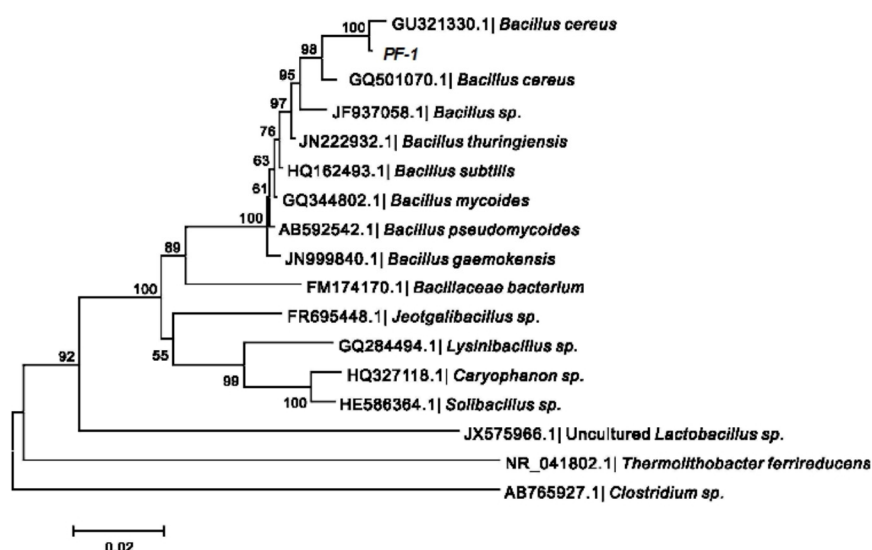 100
GU321330.1| Bacillus cereus
PF-1
98
GQ501070.1| Bacillus cereus
95
JF937058.1| Bacillus sp.
97
JN222932.1| Bacillus thuringiensis
76
HQ162493.1| Bacillus subtilis
63
GQ344802.1| Bacillus mycoides
61
100
AB592542.1| Bacillus pseudomycoides
JN999840.1| Bacillus gaemokensis
89
FM174170.1| Bacillaceae bacterium
100
FR695448.1| Jeotgalibacillus sp.
55
GQ284494.1| Lysinibacillus sp.
99
HQ327118.1| Caryophanon sp.
100
HE586364.1| Solibacillus sp.
92
JX575966.1| Uncultured Lactobacillus sp.
NR_041802.1| Thermolithobacter ferrireducens
AB765927.1| Clostridium sp.
0.02